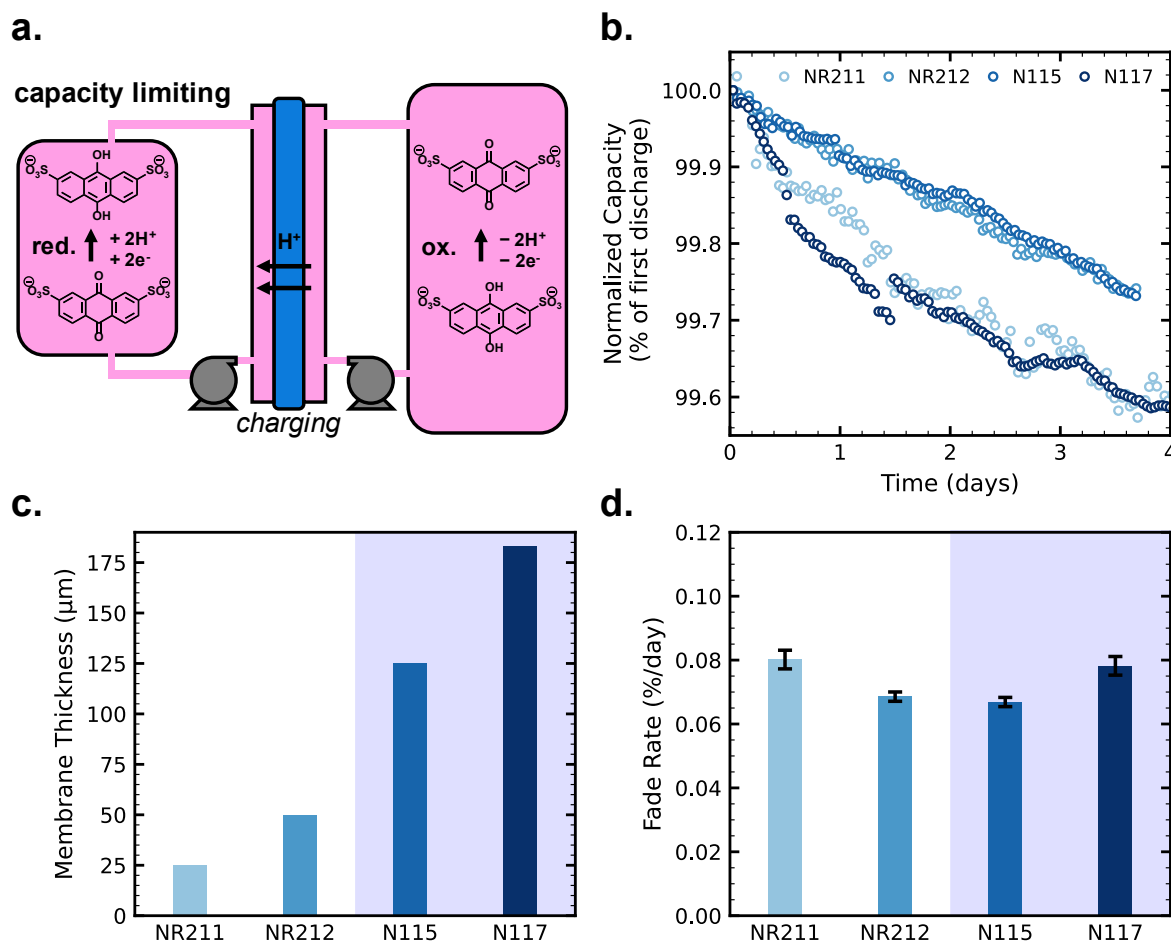 a.
capacity limiting
OH
⊖ ⊖
SO₃ SO₃
OH
red.
+ 2H⁺
+ 2e⁻
O
⊖ ⊖
SO₃ SO₃
O
H⁺
charging
O
⊖ ⊖
SO₃ SO₃
O
ox.
− 2H⁺
− 2e⁻
OH
⊖ ⊖
SO₃ SO₃
OH
b.
NR211 NR212 N115 N117
Normalized Capacity
(% of first discharge)
100.0
99.9
99.8
99.7
99.6
0 1 2 3 4
Time (days)
c.
Membrane Thickness (μm)
175
150
125
100
75
50
25
0
NR211 NR212 N115 N117
d.
Fade Rate (%/day)
0.12
0.10
0.08
0.06
0.04
0.02
0.00
NR211 NR212 N115 N117